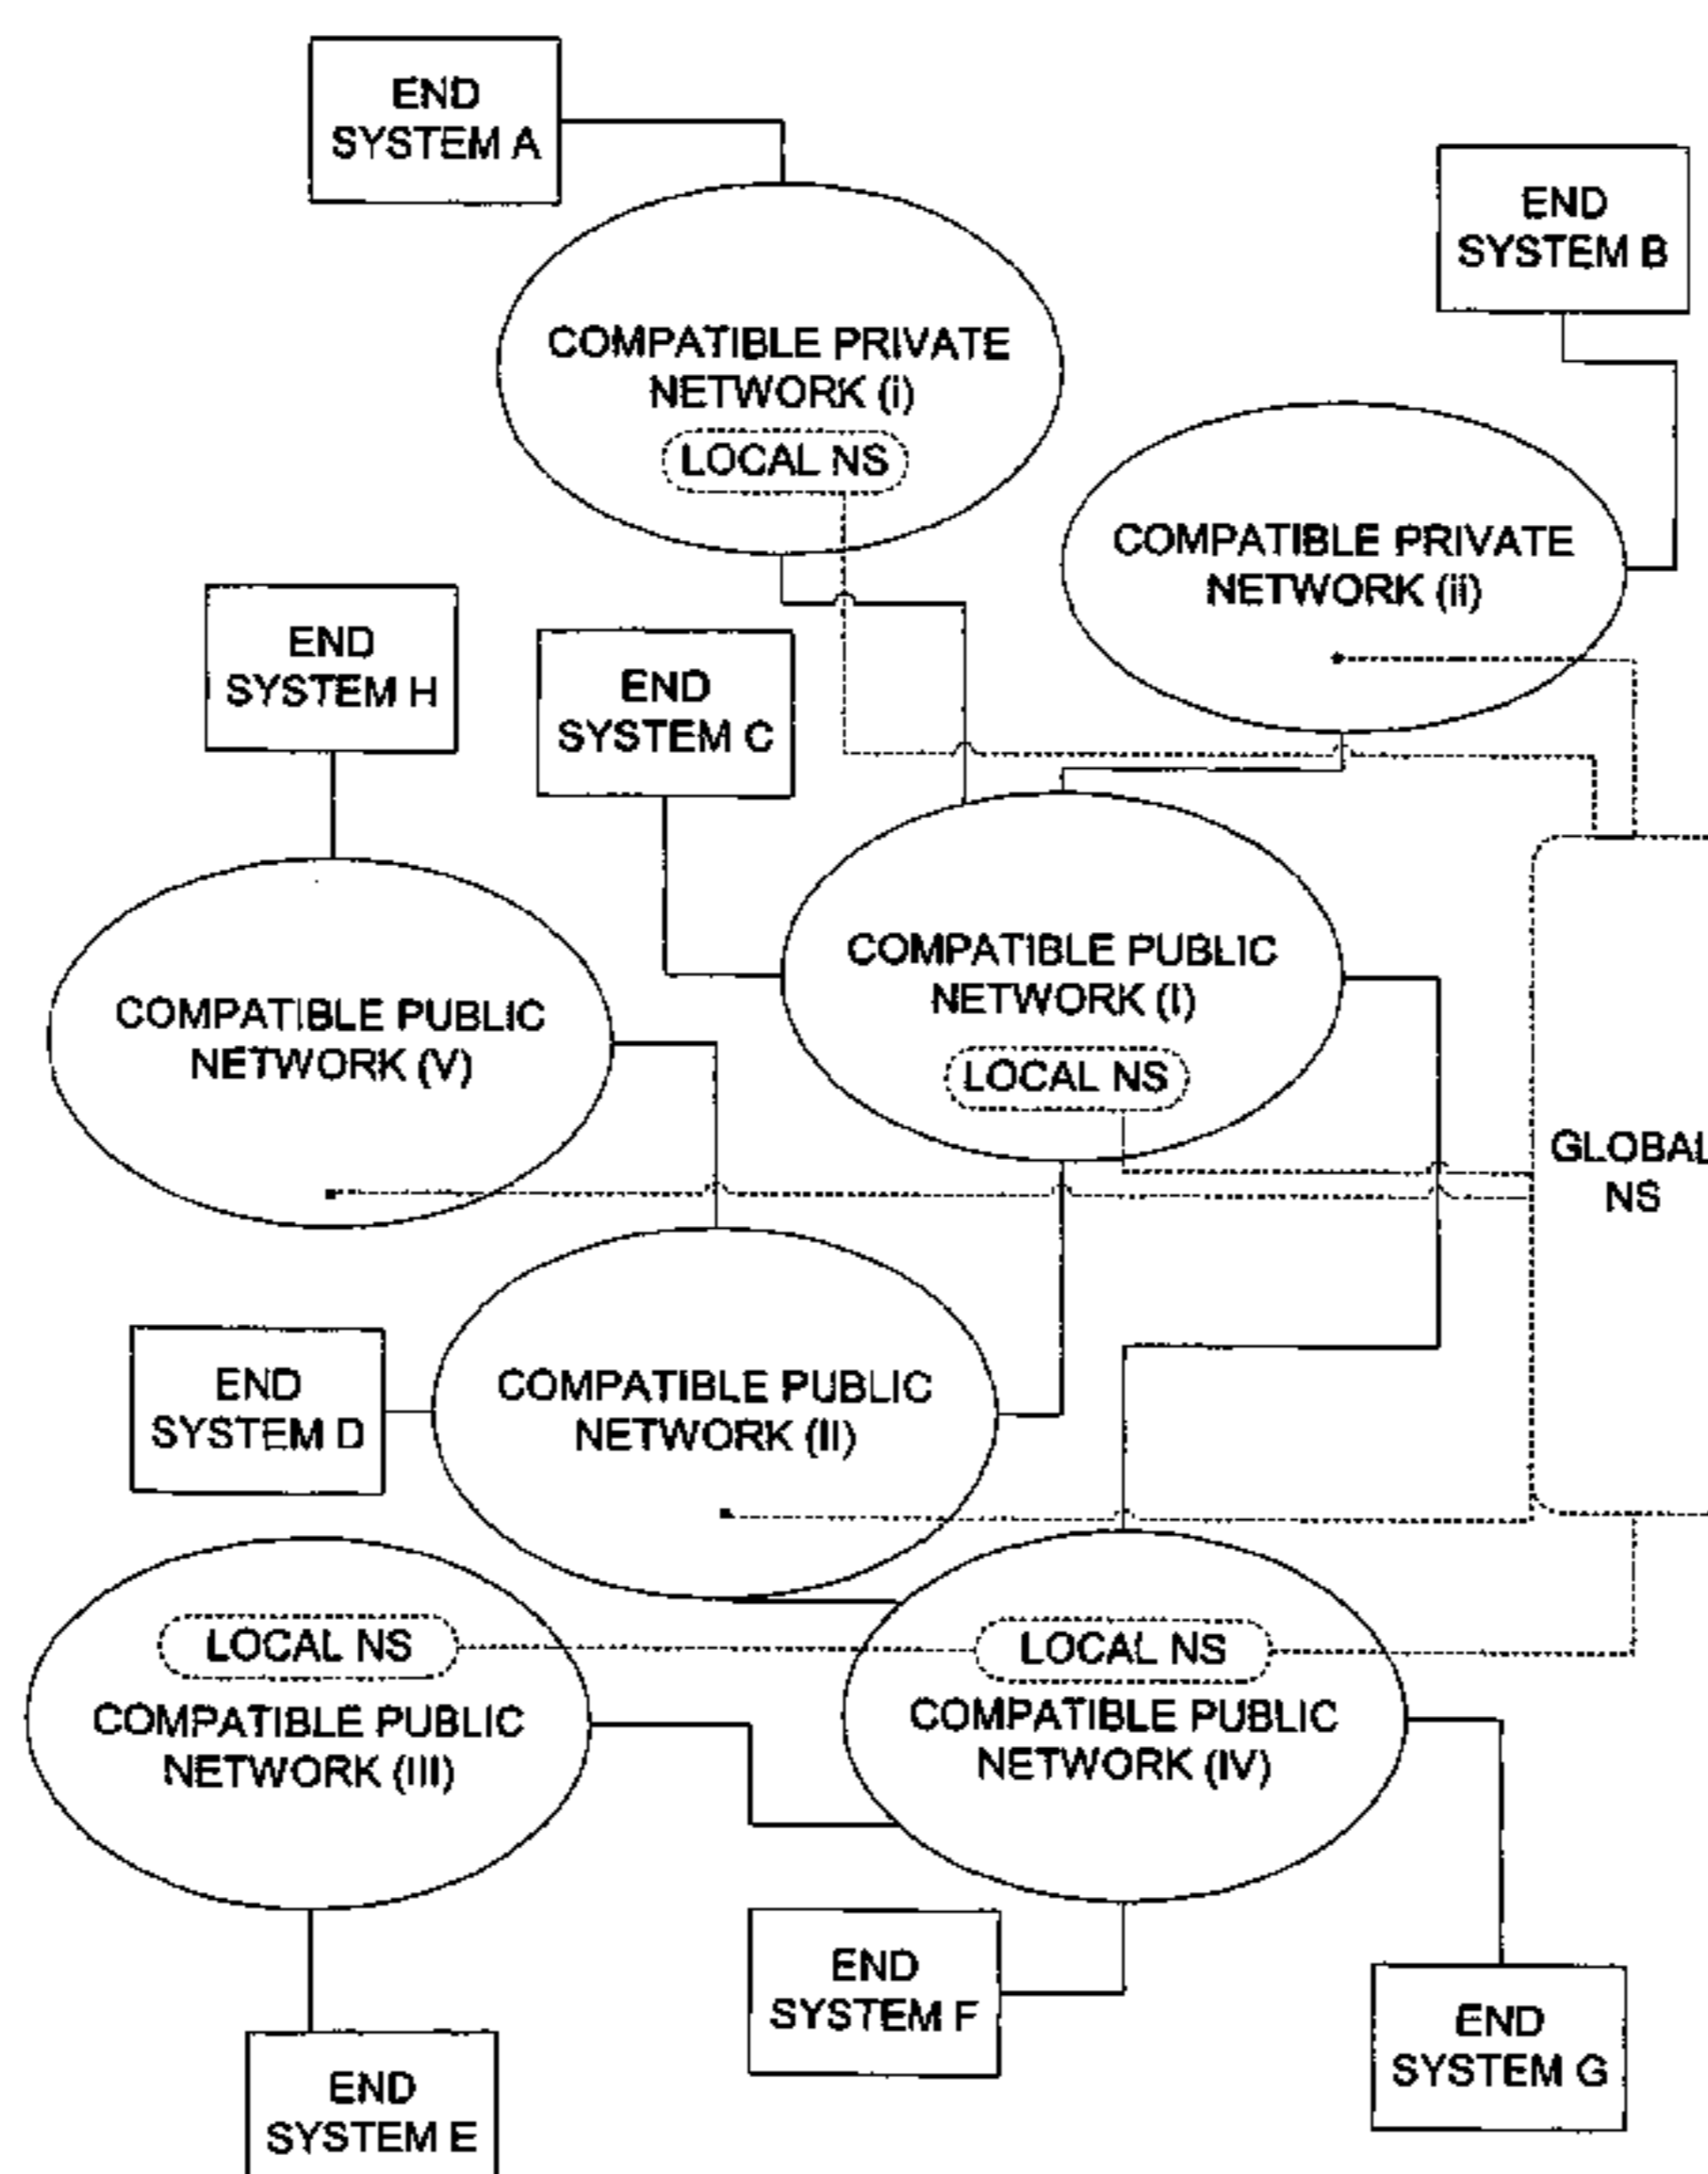 END
SYSTEM A
END
SYSTEM B
COMPATIBLE PRIVATE
NETWORK (i)
LOCAL NS
COMPATIBLE PRIVATE
NETWORK (ii)
END
SYSTEM H
END
SYSTEM C
COMPATIBLE PUBLIC
NETWORK (I)
LOCAL NS
COMPATIBLE PUBLIC
NETWORK (V)
GLOBAL
NS
END
SYSTEM D
COMPATIBLE PUBLIC
NETWORK (II)
LOCAL NS
COMPATIBLE PUBLIC
NETWORK (III)
LOCAL NS
COMPATIBLE PUBLIC
NETWORK (IV)
END
SYSTEM F
END
SYSTEM G
END
SYSTEM E